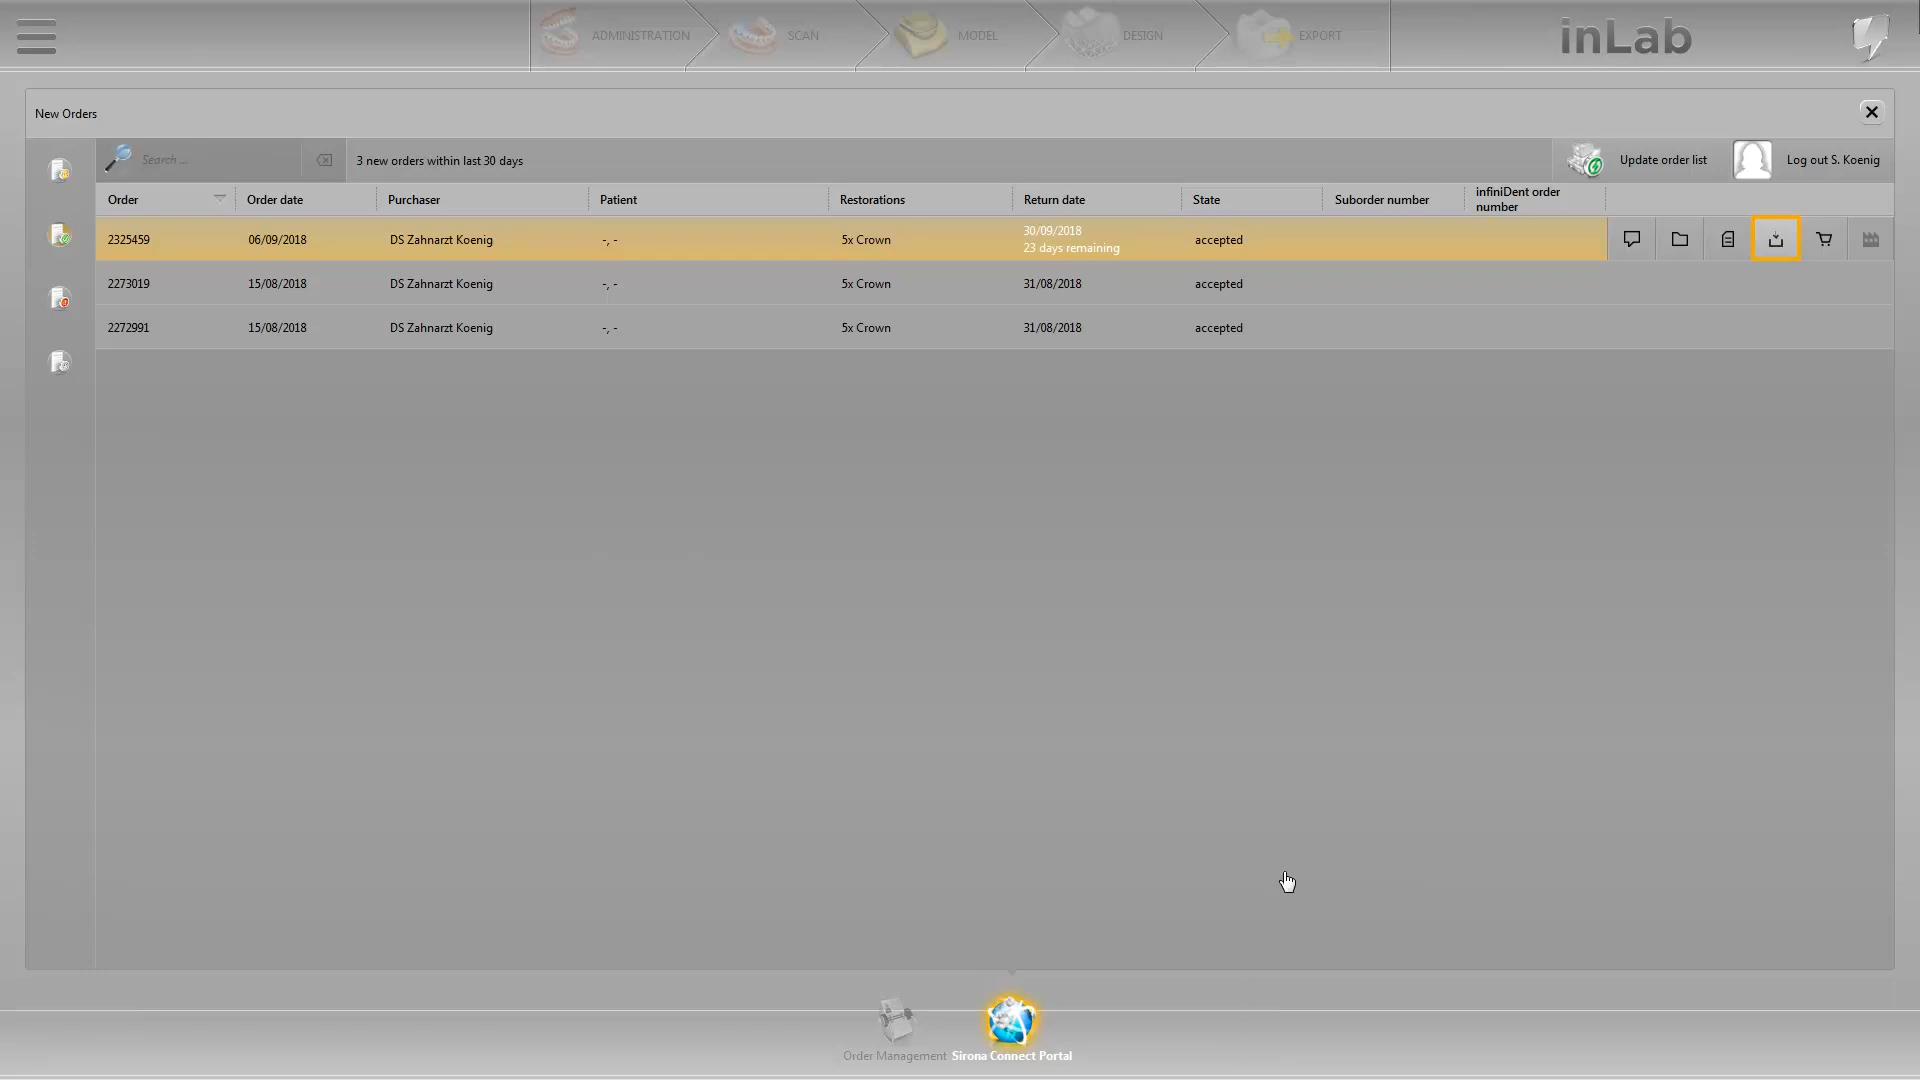 ADMINISTRATION
SCAN
MODEL
DESIGN
EXPORT
inLab
New Orders
Search ...
3 new orders within last 30 days
Update order list
Log out S. Koenig
Order
Order date
Purchaser
Patient
Restorations
Return date
State
Suborder number
infiniDent order
number
2325459
06/09/2018
DS Zahnarzt Koenig
-, -
5x Crown
30/09/2018
23 days remaining
accepted
2273019
15/08/2018
DS Zahnarzt Koenig
-, -
5x Crown
31/08/2018
accepted
2272991
15/08/2018
DS Zahnarzt Koenig
-, -
5x Crown
31/08/2018
accepted
Order Management
Sirona Connect Portal